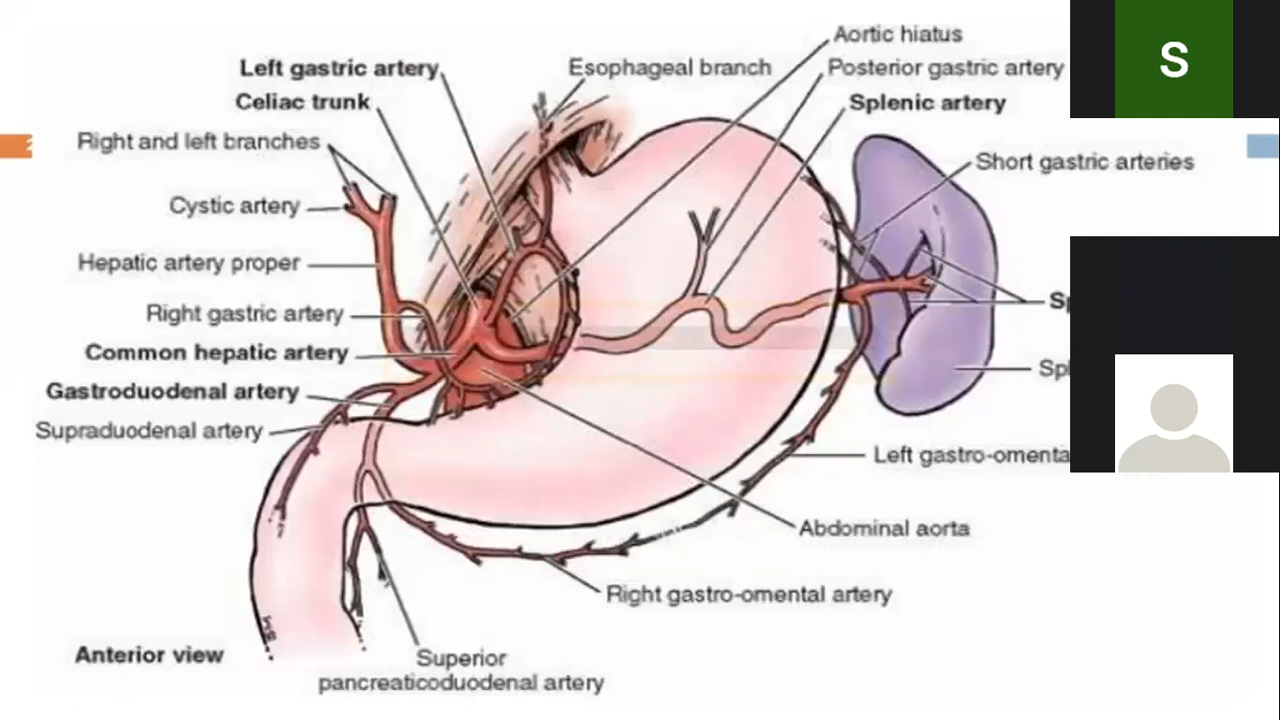 Aortic hiatus
Left gastric artery
Esophageal branch
Posterior gastric artery
Celiac trunk
Splenic artery
Right and left branches
Short gastric arteries
Cystic artery
Hepatic artery proper
Right gastric artery
Common hepatic artery
Gastroduodenal artery
Supraduodenal artery
Left gastro-omenta
Abdominal aorta
Right gastro-omental artery
Anterior view
Superior
pancreaticoduodenal artery
S